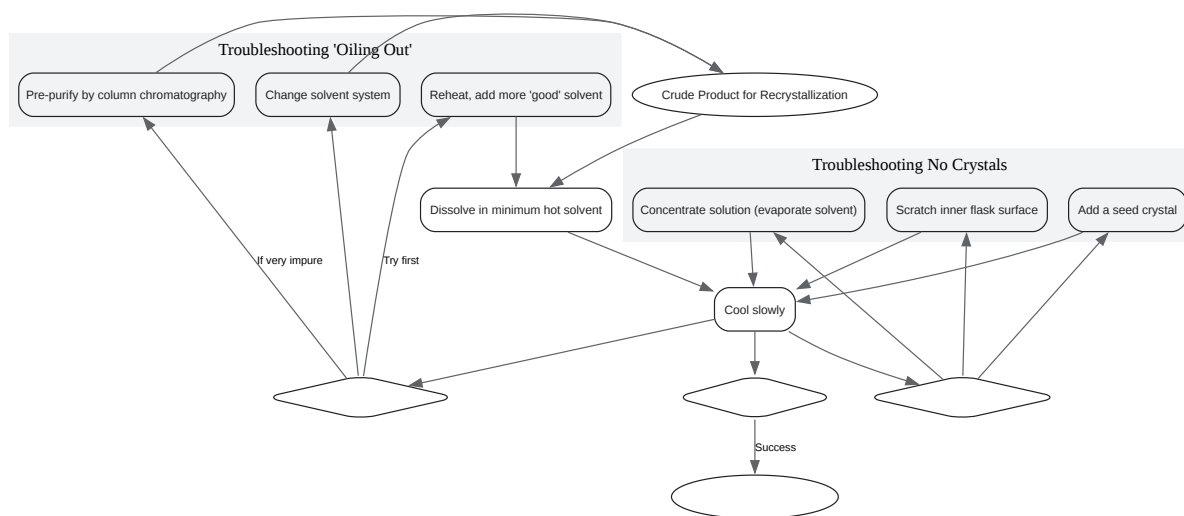 Troubleshooting 'Oiling Out'
Pre-purify by column chromatography
Change solvent system
Reheat, add more 'good' solvent
Crude Product for Recrystallization
Troubleshooting No Crystals
Dissolve in minimum hot solvent
Concentrate solution (evaporate solvent)
Scratch inner flask surface
Add a seed crystal
If very impure
Try first
Cool slowly
Success